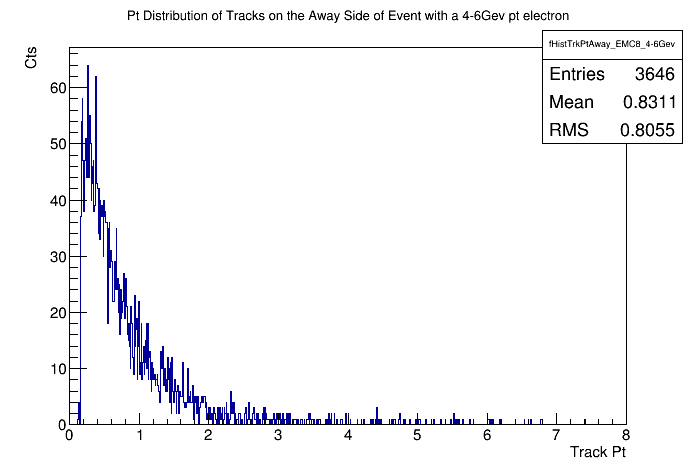 Pt Distribution of Tracks on the Away Side of Event with a 4-6Gev pt electron
Cts
fHistTrkPtAway_EMC8_4-6Gev
Entries 3646
Mean 0.8311
RMS 0.8055
60
50
40
30
20
10
0
0 1 2 3 4 5 6 7 8
Track Pt